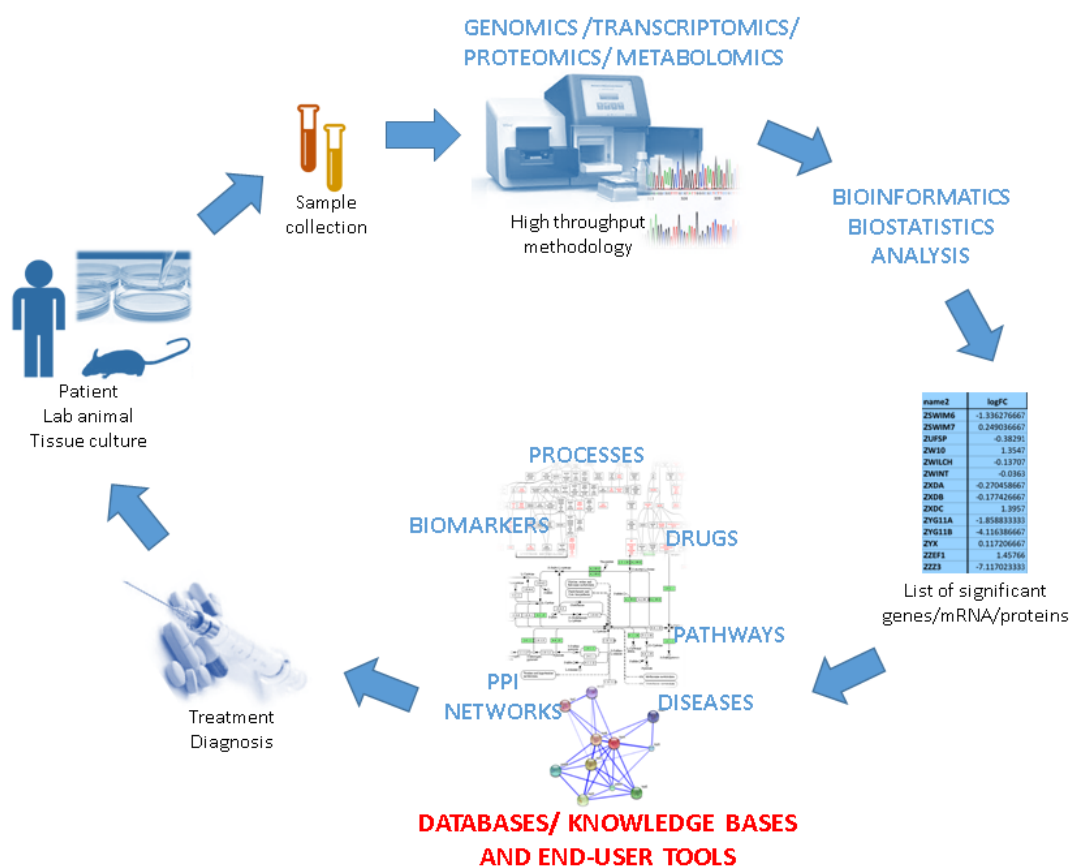 GENOMICS /TRANSCRIPTOMICS/
PROTEOMICS/ METABOLOMICS
Sample
collection
High throughput
methodology
BIOINFORMATICS
BIOSTATISTICS
ANALYSIS
Patient
Lab animal
Tissue culture
name2 logFC
ZSWIM6 -1.336276667
ZSWIM7 0.249036667
ZUFSP -0.38291
ZW10 1.3547
ZWILCH -0.13707
ZWINT -0.0363
ZXDA -0.270458667
ZXDB -0.177426667
ZXDC 1.3957
ZYG11A -1.858833333
ZYG11B -4.116386667
ZYX 0.117206667
ZZEF1 1.45766
ZZZ3 -7.117023333
List of significant
genes/mRNA/proteins
PROCESSES
BIOMARKERS
DRUGS
PATHWAYS
PPI
NETWORKS
DISEASES
Treatment
Diagnosis
DATABASES/ KNOWLEDGE BASES
AND END-USER TOOLS